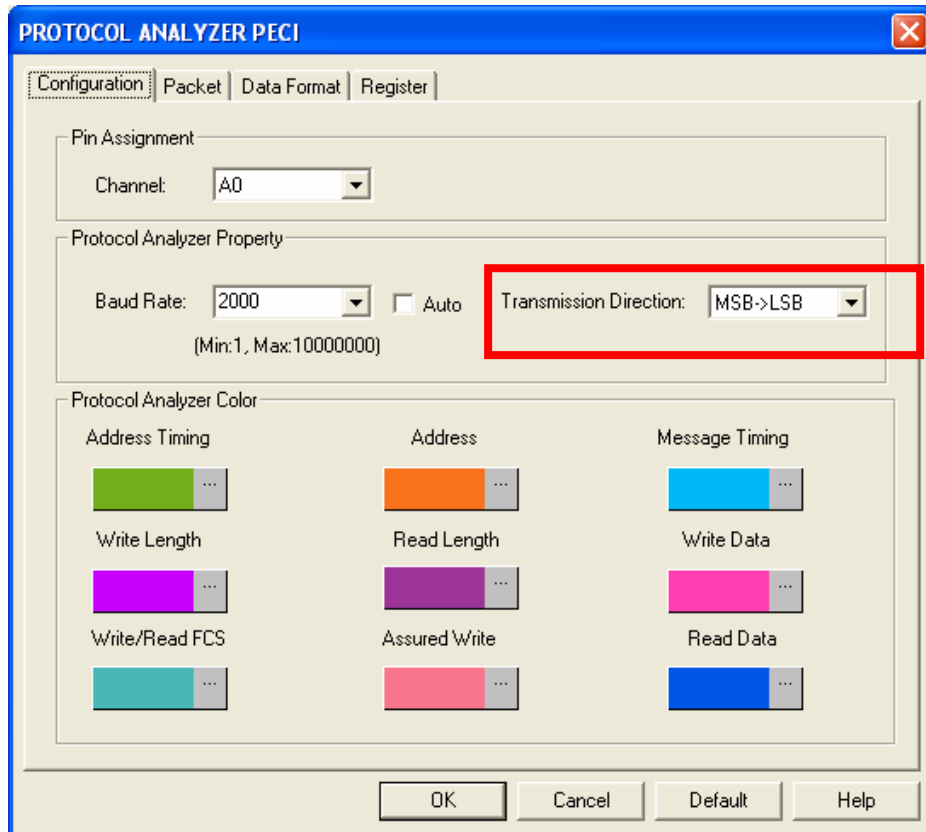 PROTOCOL ANALYZER PECI
Configuration Packet Data Format Register
Pin Assignment
Channel: A0
Protocol Analyzer Property
Baud Rate: 2000 Auto Transmission Direction: MSB->LSB
(Min:1, Max:10000000)
Protocol Analyzer Color
Address Timing Address Message Timing
... ... ...
Write Length Read Length Write Data
... ... ...
Write/Read FCS Assured Write Read Data
... ... ...
OK Cancel Default Help